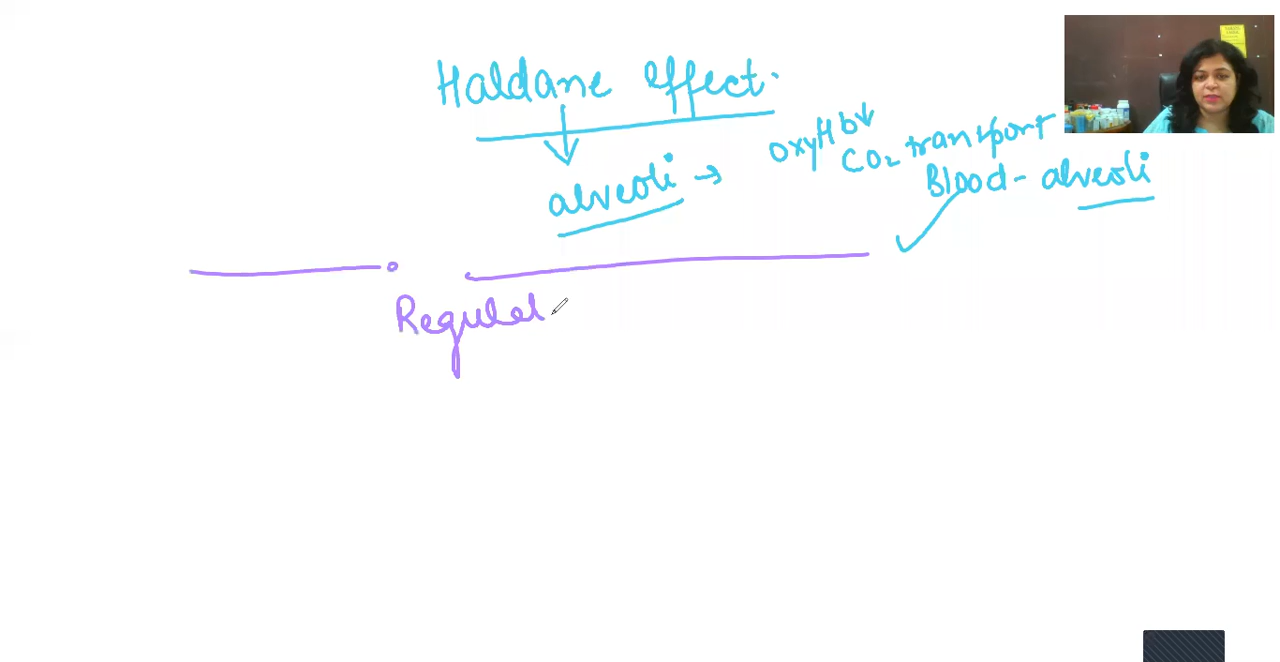 Haldane effect.
alveoli → oxyHb↓
CO₂ transport
Blood - alveoli
Regulat